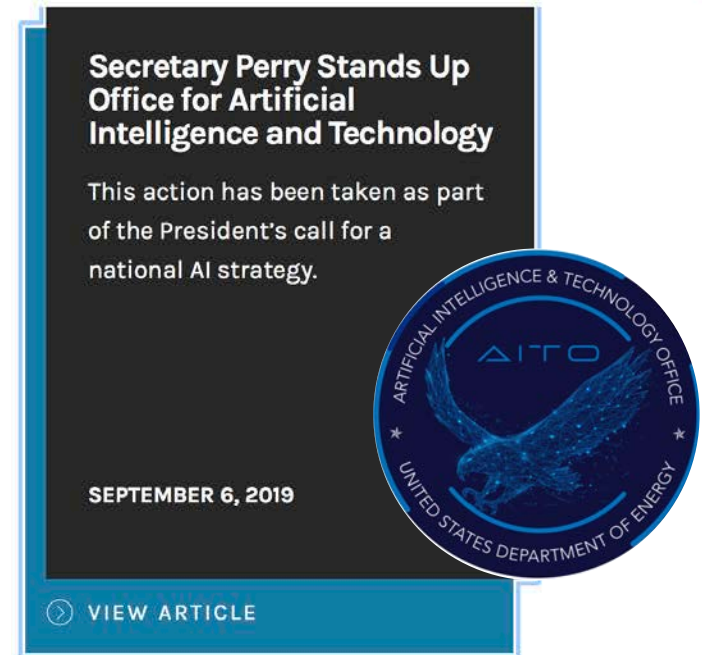 Secretary Perry Stands Up
Office for Artificial
Intelligence and Technology
This action has been taken as part
of the President's call for a
national AI strategy.
ARTIFICIAL INTELLIGENCE & TECHNOLOGY OFFICE
AITO
UNITED STATES DEPARTMENT OF ENERGY
SEPTEMBER 6, 2019
VIEW ARTICLE